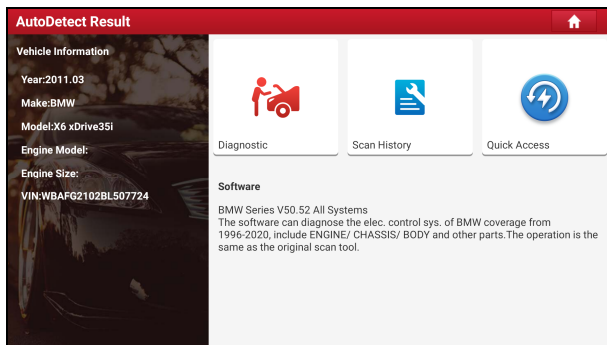 AutoDetect Result
Vehicle Information
Year:2011.03
Make:BMW
Model:X6 xDrive35i
Engine Model:
Engine Size:
VIN:WBAFG2102BL507724
Diagnostic
Scan History
Quick Access
Software
BMW Series V50.52 All Systems
The software can diagnose the elec. control sys. of BMW coverage from
1996-2020, include ENGINE/ CHASSIS/ BODY and other parts.The operation is the
same as the original scan tool.